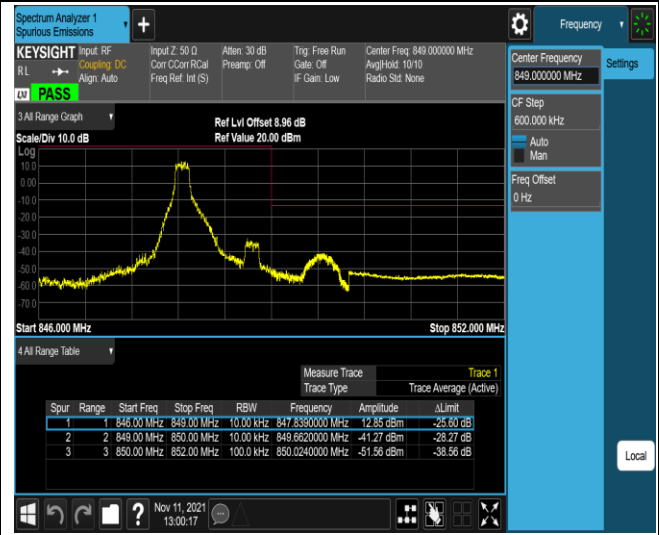 Spectrum Analyzer 1
Spurious Emissions
+
Frequency
KEYSIGHT Input: RF Input Z: 50 Ω Atten: 30 dB Trig: Free Run Center Freq: 849.000000 MHz
RL Coupling: DC Corr CCorr RCal Preamp: Off Gate: Off Avg|Hold: 10/10
Align: Auto Freq Ref: Int (S) IF Gain: Low Radio Std: None
LXI PASS
3 All Range Graph
Ref Lvl Offset 8.96 dB
Scale/Div 10.0 dB Ref Value 20.00 dBm
Log
10.0
0.00
-10.0
-20.0
-30.0
-40.0
-50.0
-60.0
-70.0
Start 846.000 MHz Stop 852.000 MHz
4 All Range Table
Measure Trace Trace 1
Trace Type Trace Average (Active)
Spur Range Start Freq Stop Freq RBW Frequency Amplitude ΔLimit
1 1 846.00 MHz 849.00 MHz 10.00 kHz 847.8390000 MHz 12.85 dBm -25.60 dB
2 2 849.00 MHz 850.00 MHz 10.00 kHz 849.6620000 MHz -41.27 dBm -28.27 dB
3 3 850.00 MHz 852.00 MHz 100.0 kHz 850.0240000 MHz -51.56 dBm -38.56 dB
?
Nov 11, 2021
13:00:17
Center Frequency
849.000000 MHz
Settings
CF Step
600.000 kHz
Auto
Man
Freq Offset
0 Hz
Local